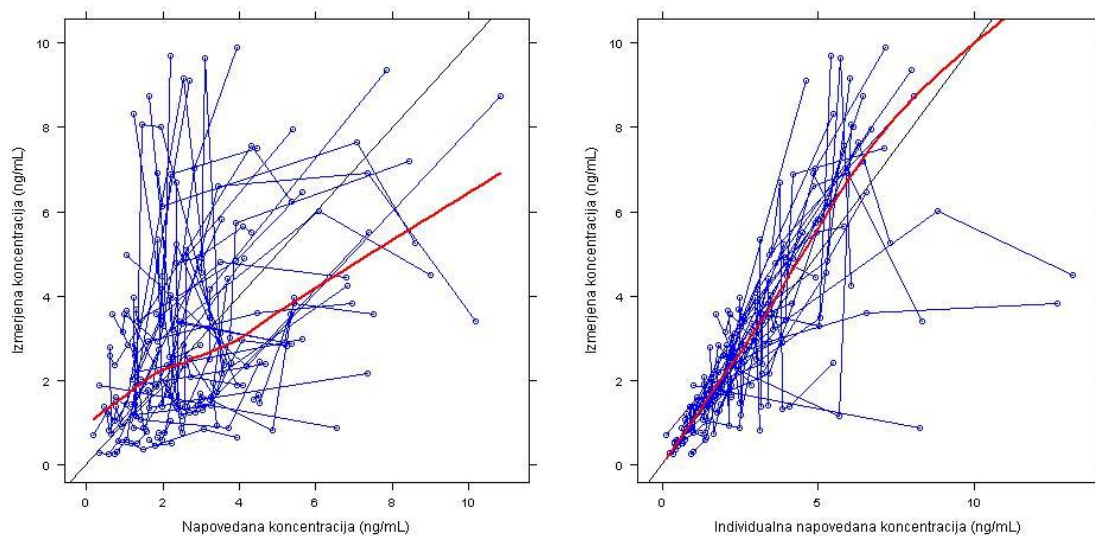 10
8
6
4
2
0
0 2 4 6 8 10
Izmerjena koncentracija (ng/mL)
Napovedana koncentracija (ng/mL)
10
8
6
4
2
0
0 5 10
Izmerjena koncentracija (ng/mL)
Individualna napovedana koncentracija (ng/mL)